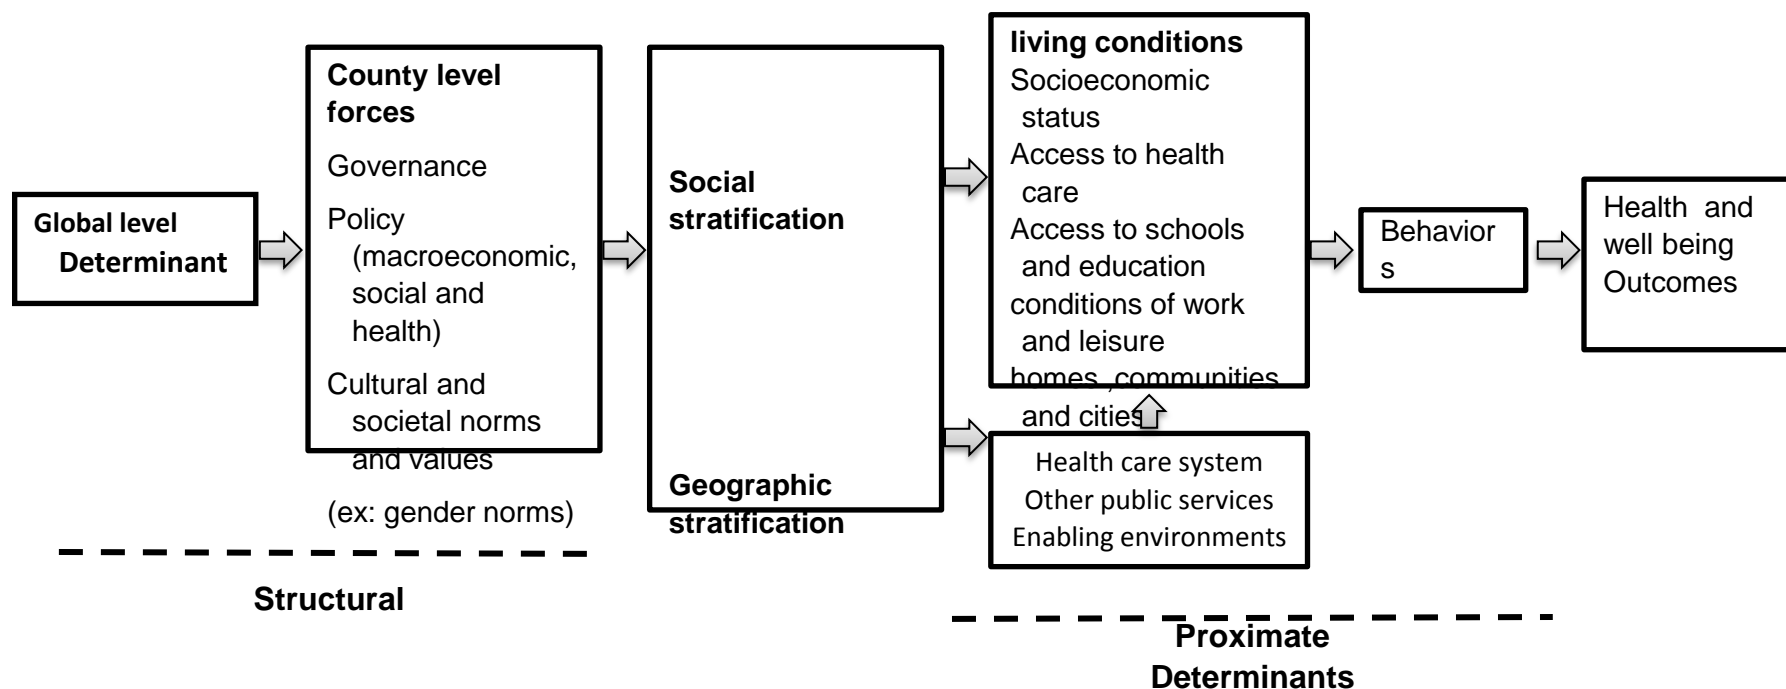 Global level
Determinant
County level
forces
Governance
Policy
(macroeconomic,
social and
health)
Cultural and
societal norms
and values
(ex: gender norms)
Structural
Social
stratification
Geographic
stratification
living conditions
Socioeconomic
status
Access to health
care
Access to schools
and education
conditions of work
and leisure
homes ,communities
and cities
Health care system
Other public services
Enabling environments
Proximate
Determinants
Behavior
s
Health and
well being
Outcomes